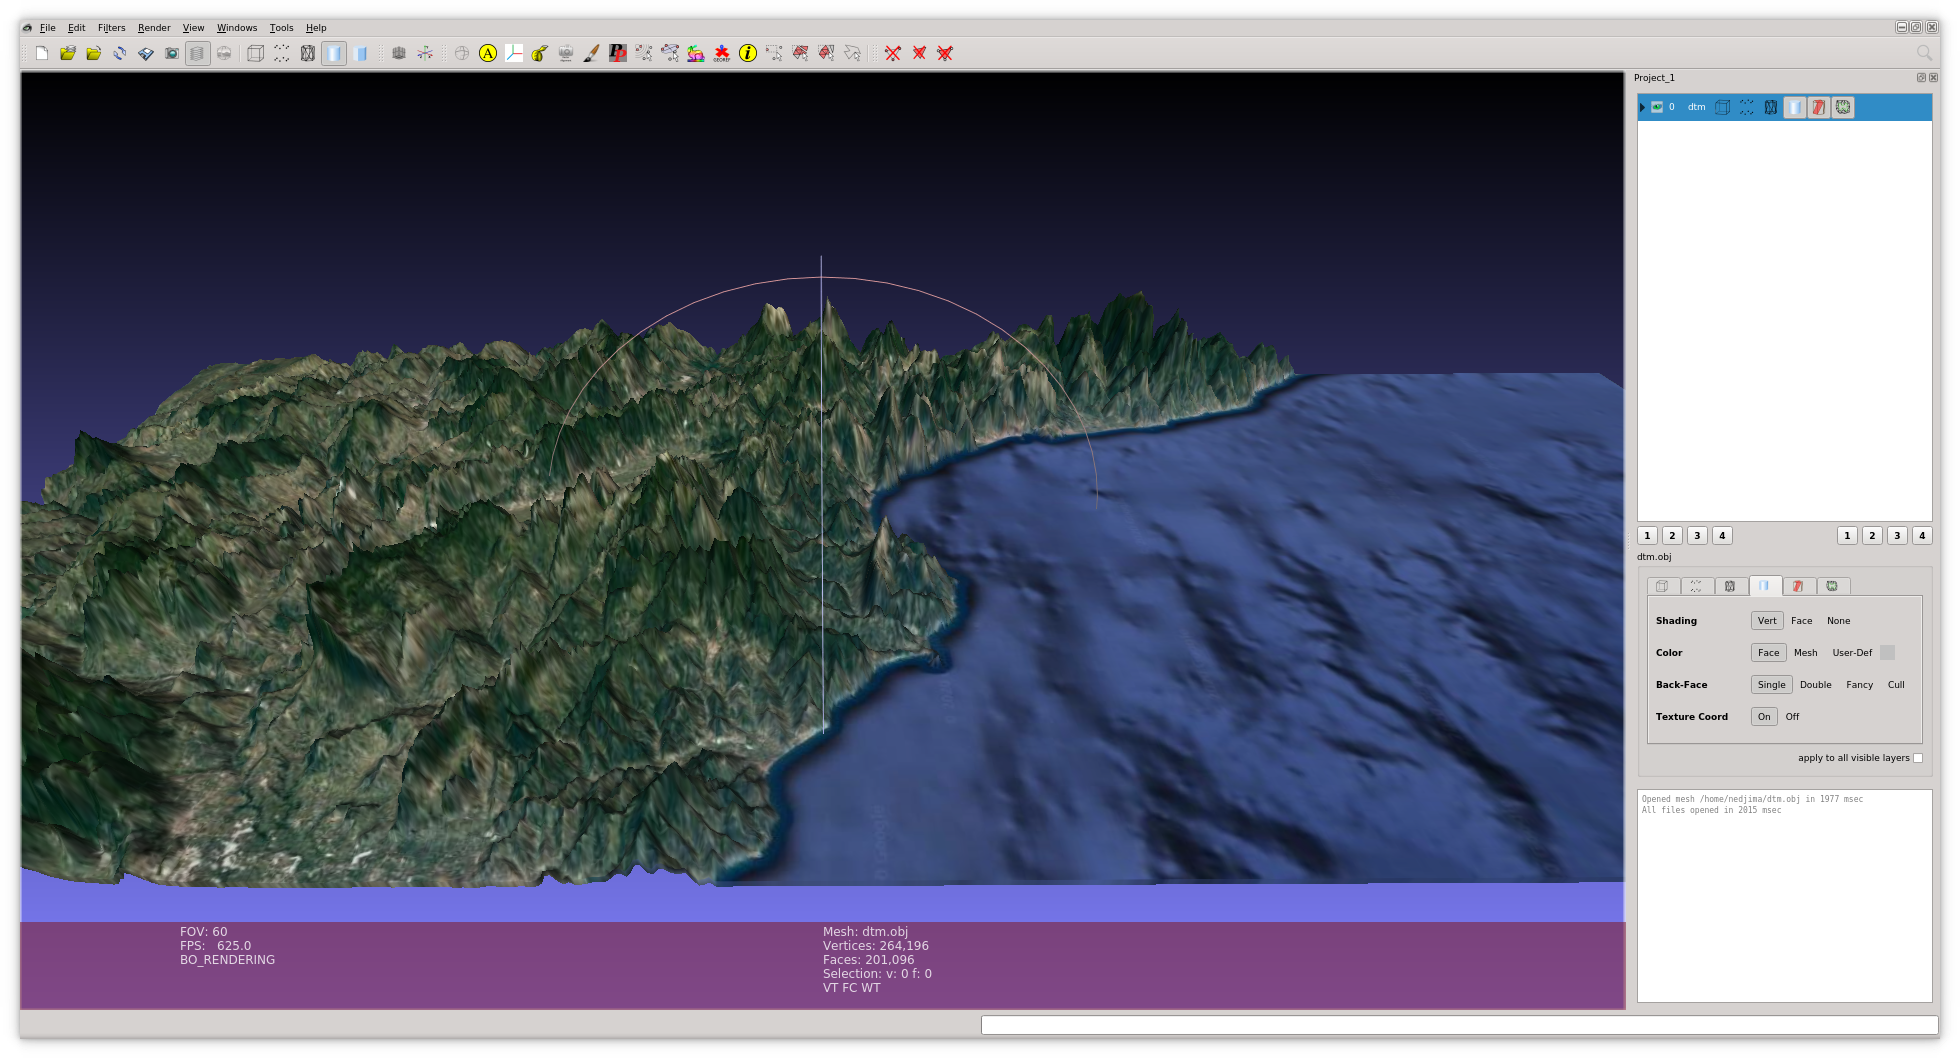 File Edit Filters Render View Windows Tools Help
A
PP
GEOREF
i
Project_1
0 dtm
1 2 3 4 1 2 3 4
dtm.obj
Shading Vert Face None
Color Face Mesh User-Def
Back-Face Single Double Fancy Cull
Texture Coord On Off
apply to all visible layers
Opened mesh /home/nedjima/dtm.obj in 1977 msec
All files opened in 2015 msec
© Google
FOV: 60
FPS: 625.0
BO_RENDERING
Mesh: dtm.obj
Vertices: 264,196
Faces: 201,096
Selection: v: 0 f: 0
VT FC WT